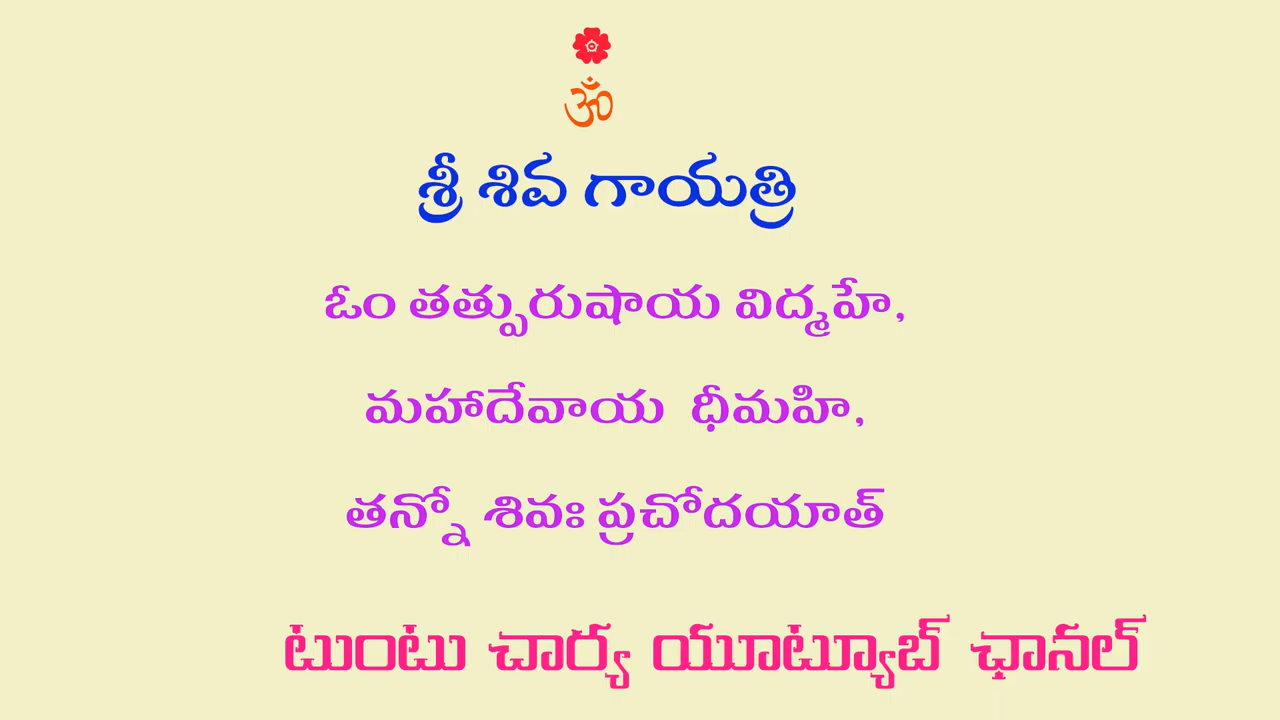 ॐ
శ్రీ శివ గాయత్రి
ఓం తత్పురుషాయ విద్మహే,
మహాదేవాయ ధీమహి,
తన్నో శివః ప్రచోదయాత్
టుంటు చార్య యూట్యూబ్ ఛానల్